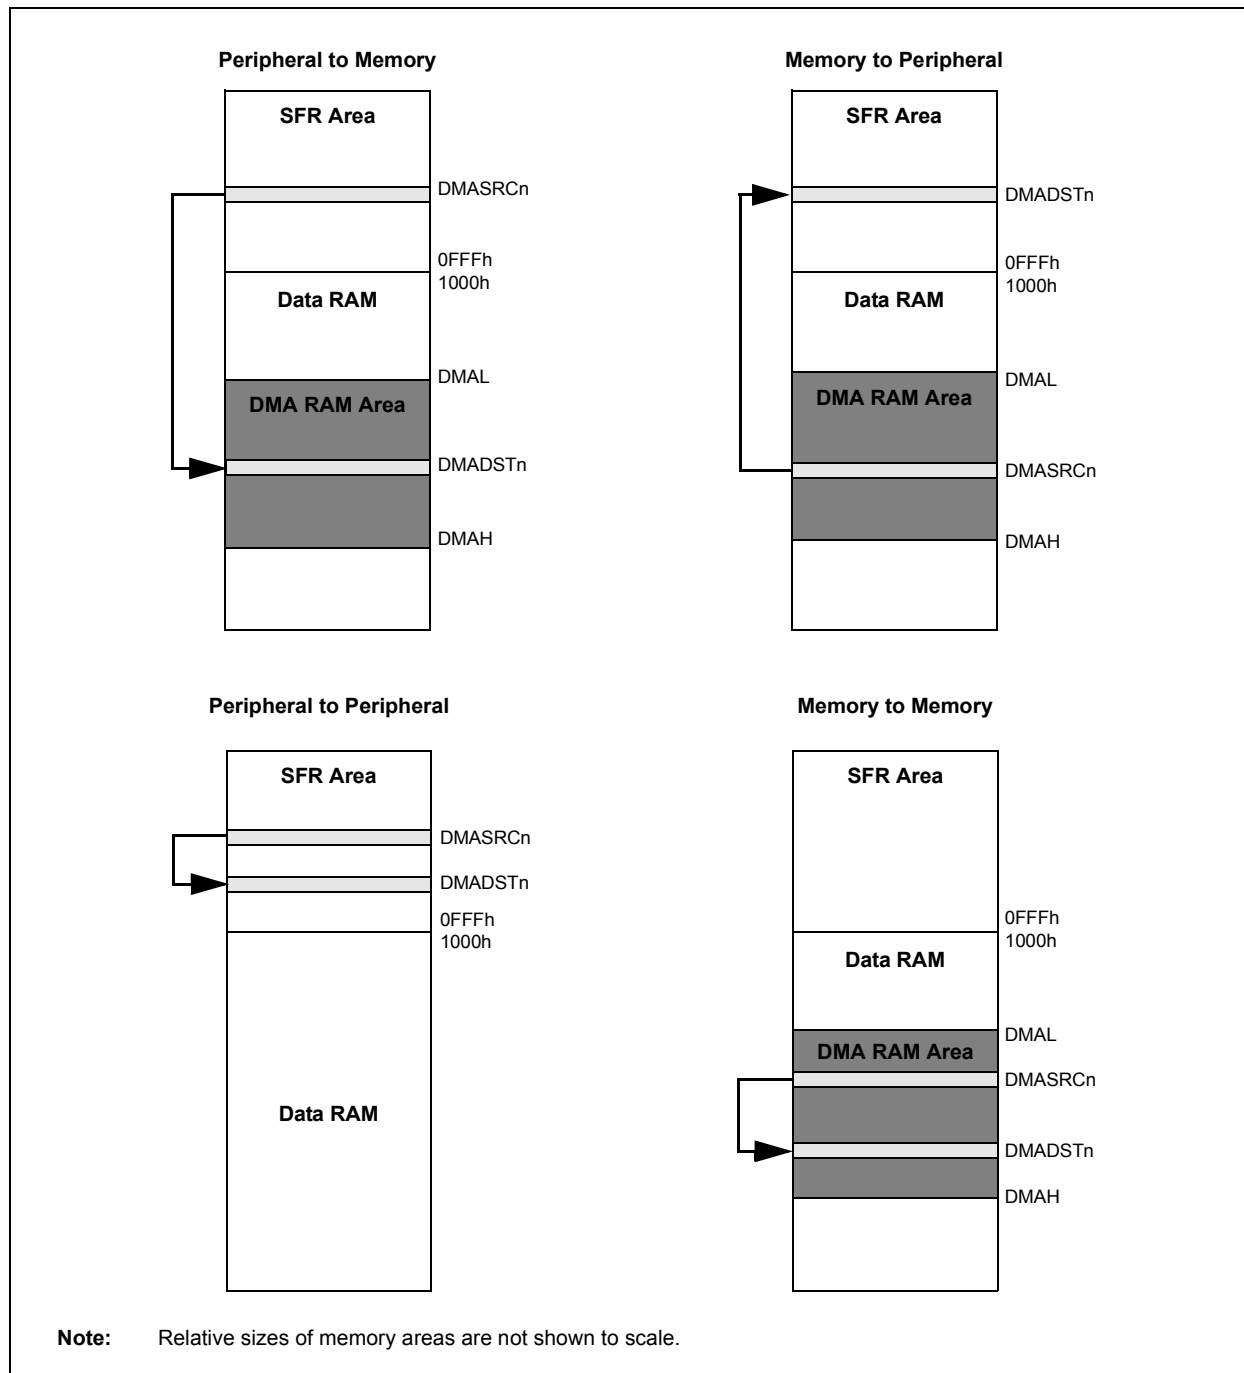 Peripheral to Memory
SFR Area
DMASRCn
0FFFh
1000h
Data RAM
DMAL
DMA RAM Area
DMADSTn
DMAH
Memory to Peripheral
SFR Area
DMADSTn
0FFFh
1000h
Data RAM
DMAL
DMA RAM Area
DMASRCn
DMAH
Peripheral to Peripheral
SFR Area
DMASRCn
DMADSTn
0FFFh
1000h
Data RAM
Memory to Memory
SFR Area
0FFFh
1000h
Data RAM
DMAL
DMA RAM Area
DMASRCn
DMADSTn
DMAH
Note: Relative sizes of memory areas are not shown to scale.